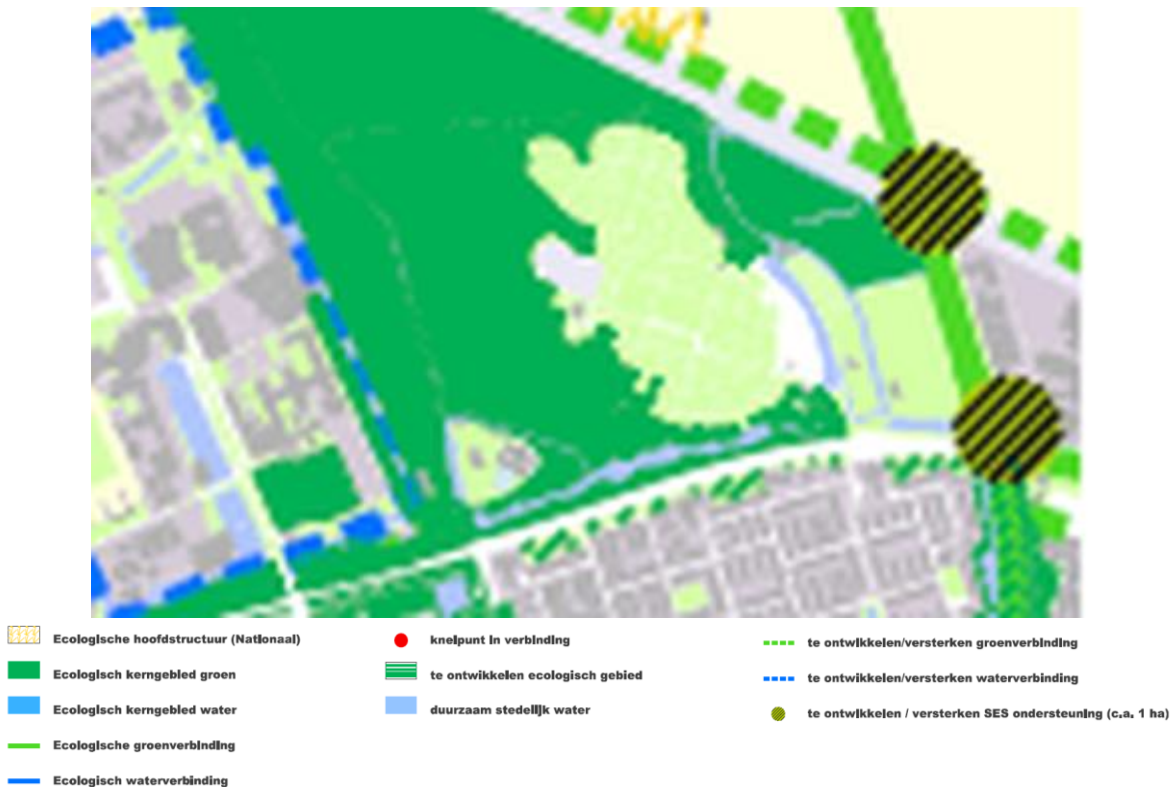 Ecologische hoofdstructuur (Nationaal)
Ecologisch kerngebied groen
Ecologisch kerngebied water
Ecologische groenverbinding
Ecologisch waterverbinding
knelpunt in verbinding
te ontwikkelen ecologisch gebied
duurzaam stedelijk water
te ontwikkelen/versterken groenverbinding
te ontwikkelen/versterken waterverbinding
te ontwikkelen / versterken SES ondersteuning (c.a. 1 ha)